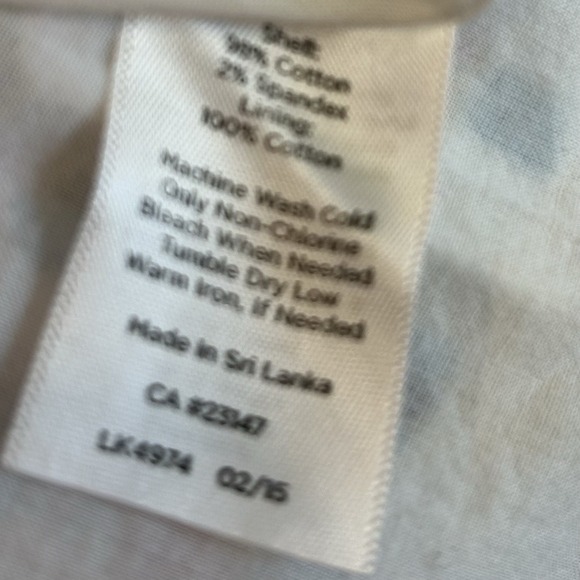 Shell:
98% Cotton
2% Spandex
Lining:
100% Cotton
Machine Wash Cold
Only Non-Chlorine
Bleach When Needed
Tumble Dry Low
Warm Iron, If Needed
Made In Sri Lanka
CA #23147
LK4974 02/15